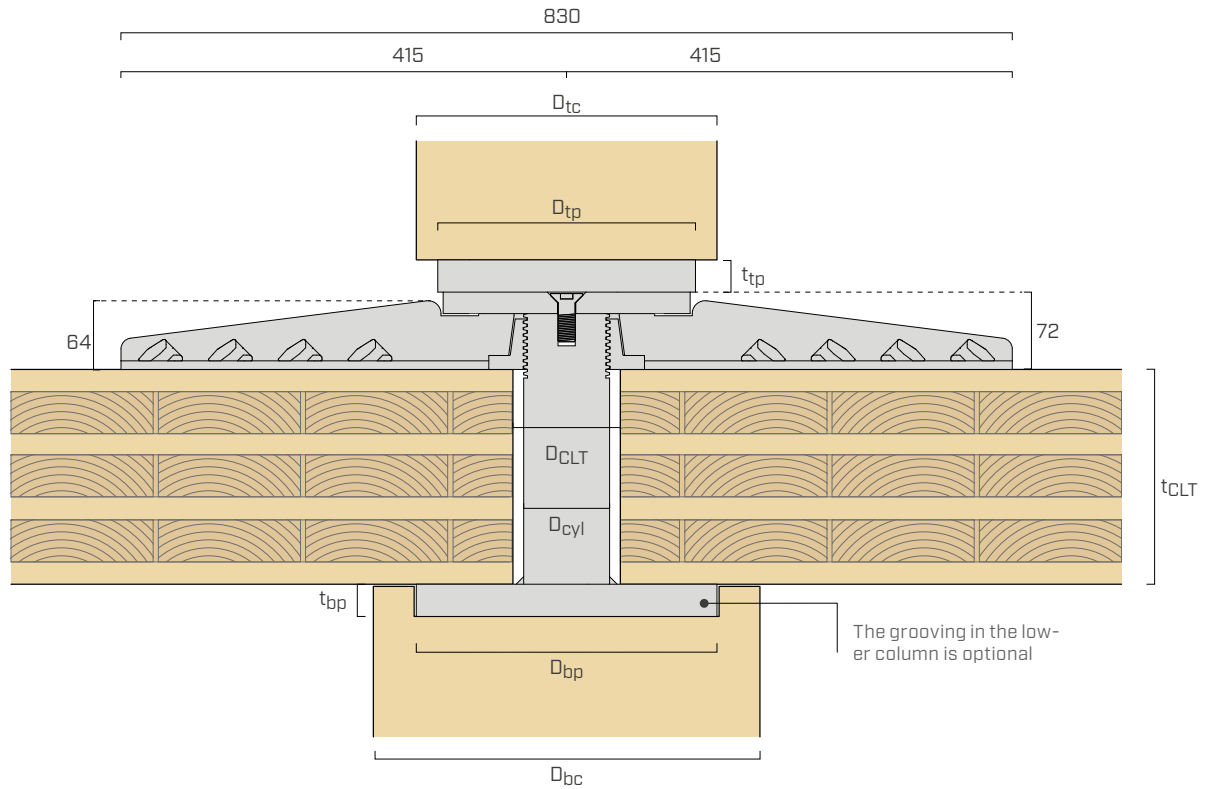 830
415
415
Dtc
Dtp
ttp
64
72
DCLT
tCLT
Dcyl
tbp
The grooving in the low-
er column is optional
Dbp
Dbc